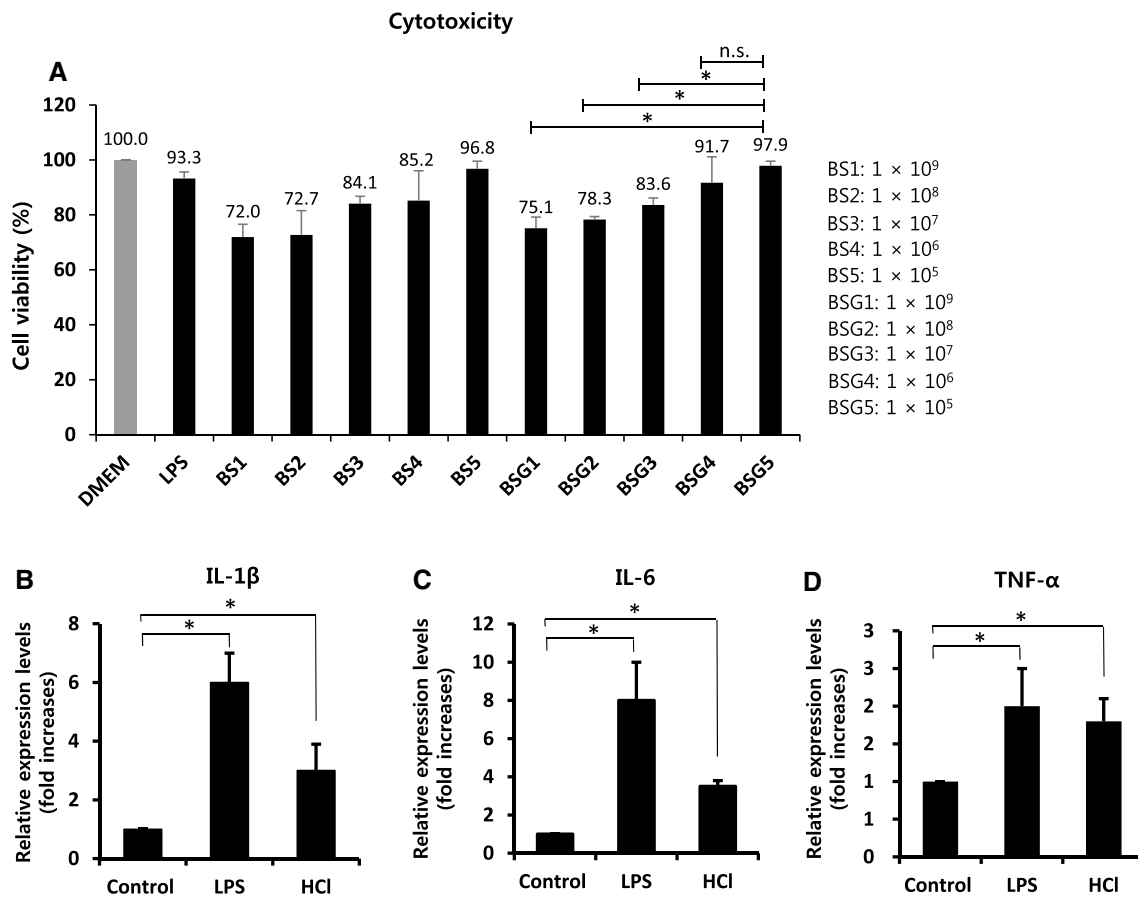 Cytotoxicity
A
n.s.
*
*
*
Cell viability (%)
120
100
80
60
40
20
0
100.0
93.3
72.0
72.7
84.1
85.2
96.8
75.1
78.3
83.6
91.7
97.9
DMEM
LPS
BS1
BS2
BS3
BS4
BS5
BSG1
BSG2
BSG3
BSG4
BSG5
BS1: 1 × 10⁹
BS2: 1 × 10⁸
BS3: 1 × 10⁷
BS4: 1 × 10⁶
BS5: 1 × 10⁵
BSG1: 1 × 10⁹
BSG2: 1 × 10⁸
BSG3: 1 × 10⁷
BSG4: 1 × 10⁶
BSG5: 1 × 10⁵
B
IL-1β
*
*
Relative expression levels
(fold increases)
8
6
4
2
0
Control
LPS
HCl
C
IL-6
*
*
Relative expression levels
(fold increases)
12
10
8
6
4
2
0
Control
LPS
HCl
D
TNF-α
*
*
Relative expression levels
(fold increases)
3
3
2
2
1
1
0
Control
LPS
HCl